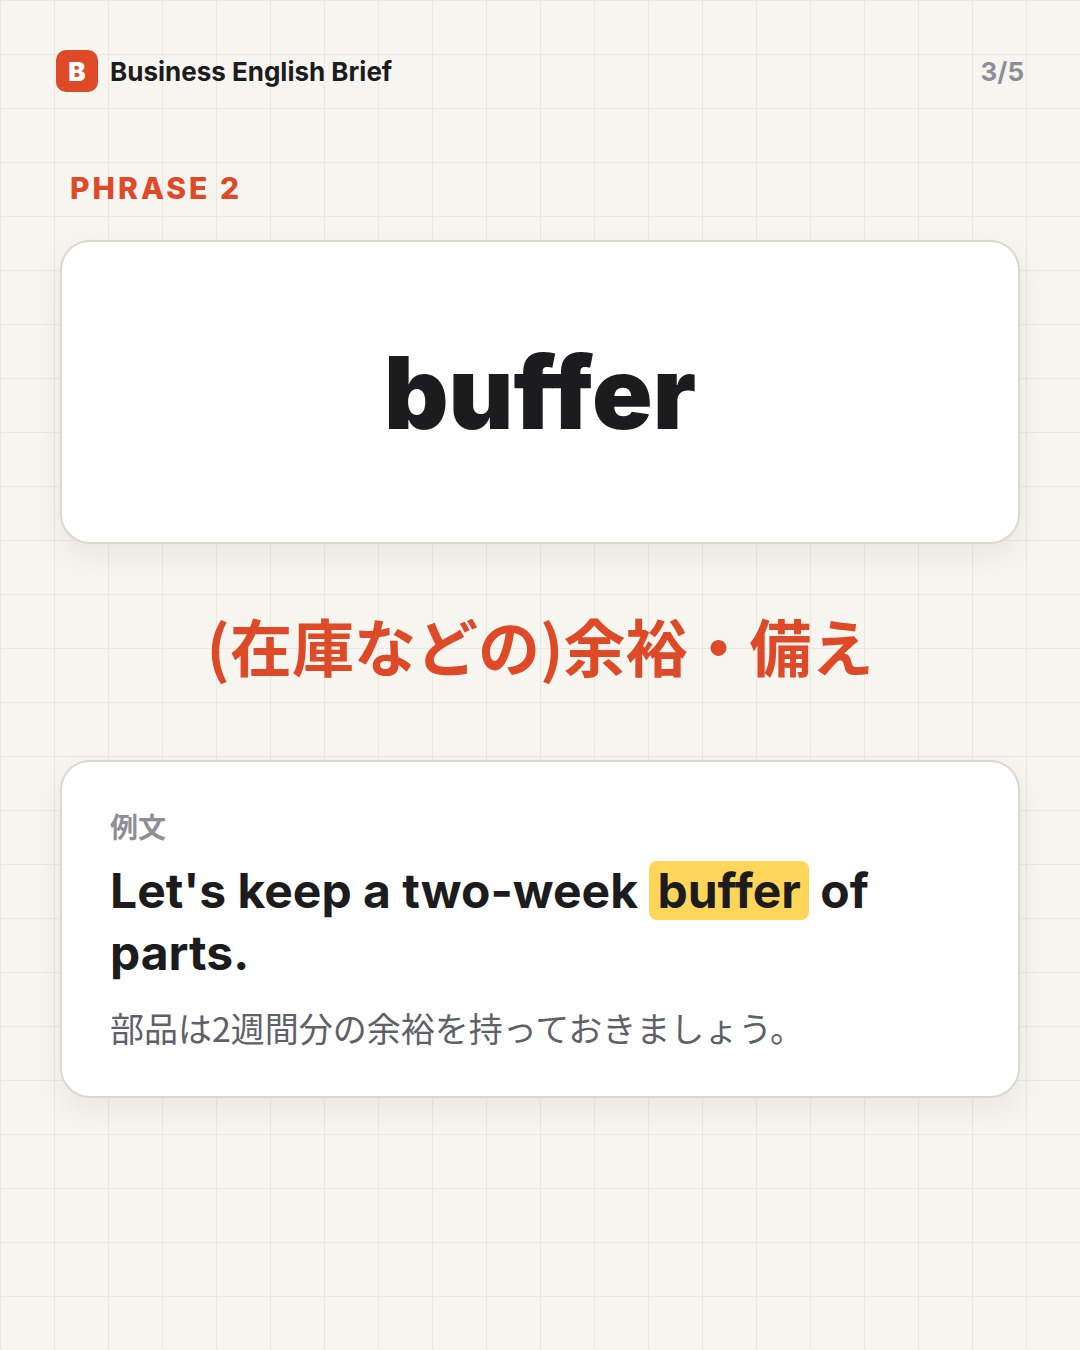 B Business English Brief
3/5
PHRASE 2
buffer
(在庫などの)余裕・備え
例文
Let's keep a two-week buffer of
parts.
部品は2週間分の余裕を持っておきましょう。